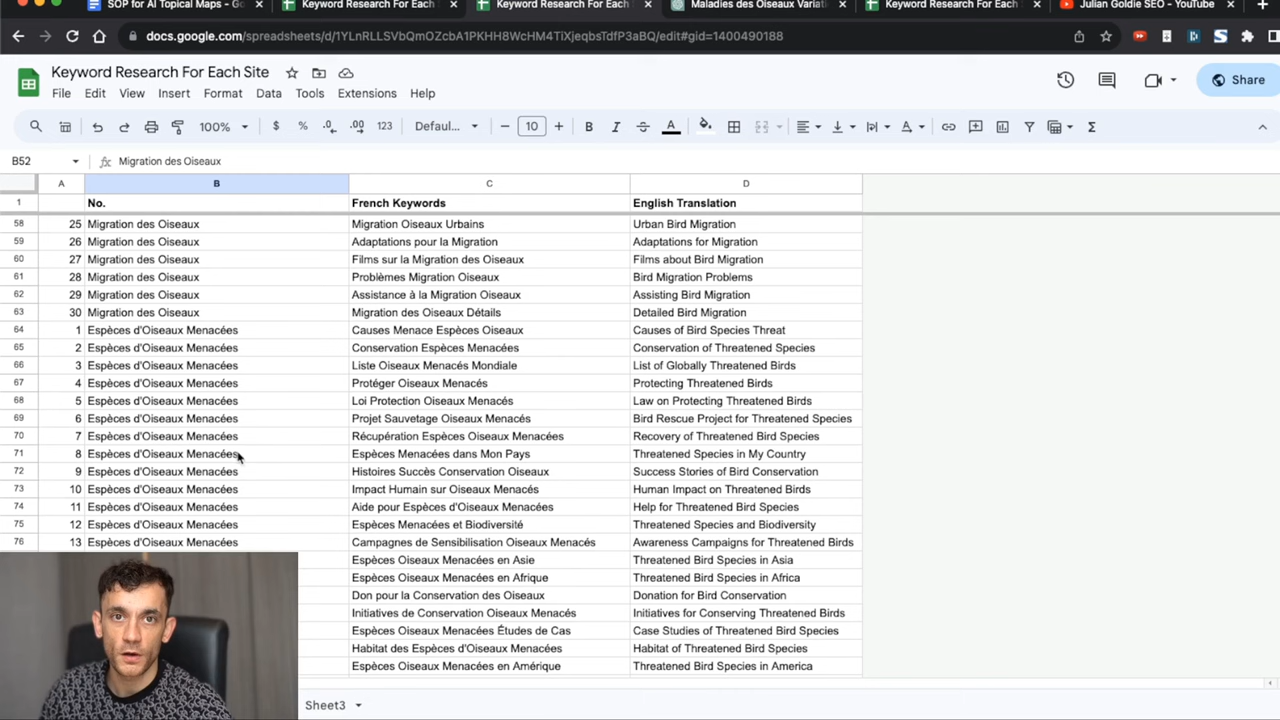 SOP for AI Topical Maps - Go
Keyword Research For Each
Keyword Research For Each S
Maladies des Oiseaux Variati
Keyword Research For Each S
Julian Goldie SEO - YouTube
docs.google.com/spreadsheets/d/1YLnRLLSVbQmOZcbA1PKHH8WcHM4TiXjeqbsTdfP3aBQ/edit#gid=1400490188
Keyword Research For Each Site
File Edit View Insert Format Data Tools Extensions Help
Share
100% $ % .0 .00 123 Defaul... 10 B I A
B52 fx Migration des Oiseaux
A B C D
1 No. French Keywords English Translation
58 25 Migration des Oiseaux Migration Oiseaux Urbains Urban Bird Migration
59 26 Migration des Oiseaux Adaptations pour la Migration Adaptations for Migration
60 27 Migration des Oiseaux Films sur la Migration des Oiseaux Films about Bird Migration
61 28 Migration des Oiseaux Problèmes Migration Oiseaux Bird Migration Problems
62 29 Migration des Oiseaux Assistance à la Migration Oiseaux Assisting Bird Migration
63 30 Migration des Oiseaux Migration des Oiseaux Détails Detailed Bird Migration
64 1 Espèces d'Oiseaux Menacées Causes Menace Espèces Oiseaux Causes of Bird Species Threat
65 2 Espèces d'Oiseaux Menacées Conservation Espèces Menacées Conservation of Threatened Species
66 3 Espèces d'Oiseaux Menacées Liste Oiseaux Menacés Mondiale List of Globally Threatened Birds
67 4 Espèces d'Oiseaux Menacées Protéger Oiseaux Menacés Protecting Threatened Birds
68 5 Espèces d'Oiseaux Menacées Loi Protection Oiseaux Menacés Law on Protecting Threatened Birds
69 6 Espèces d'Oiseaux Menacées Projet Sauvetage Oiseaux Menacés Bird Rescue Project for Threatened Species
70 7 Espèces d'Oiseaux Menacées Récupération Espèces Oiseaux Menacées Recovery of Threatened Bird Species
71 8 Espèces d'Oiseaux Menacées Espèces Menacées dans Mon Pays Threatened Species in My Country
72 9 Espèces d'Oiseaux Menacées Histoires Succès Conservation Oiseaux Success Stories of Bird Conservation
73 10 Espèces d'Oiseaux Menacées Impact Humain sur Oiseaux Menacés Human Impact on Threatened Birds
74 11 Espèces d'Oiseaux Menacées Aide pour Espèces d'Oiseaux Menacées Help for Threatened Bird Species
75 12 Espèces d'Oiseaux Menacées Espèces Menacées et Biodiversité Threatened Species and Biodiversity
76 13 Espèces d'Oiseaux Menacées Campagnes de Sensibilisation Oiseaux Menacés Awareness Campaigns for Threatened Birds
Espèces Oiseaux Menacées en Asie Threatened Bird Species in Asia
Espèces Oiseaux Menacées en Afrique Threatened Bird Species in Africa
Don pour la Conservation des Oiseaux Donation for Bird Conservation
Initiatives de Conservation Oiseaux Menacés Initiatives for Conserving Threatened Birds
Espèces Oiseaux Menacées Études de Cas Case Studies of Threatened Bird Species
Habitat des Espèces d'Oiseaux Menacées Habitat of Threatened Bird Species
Espèces Oiseaux Menacées en Amérique Threatened Bird Species in America
Sheet3